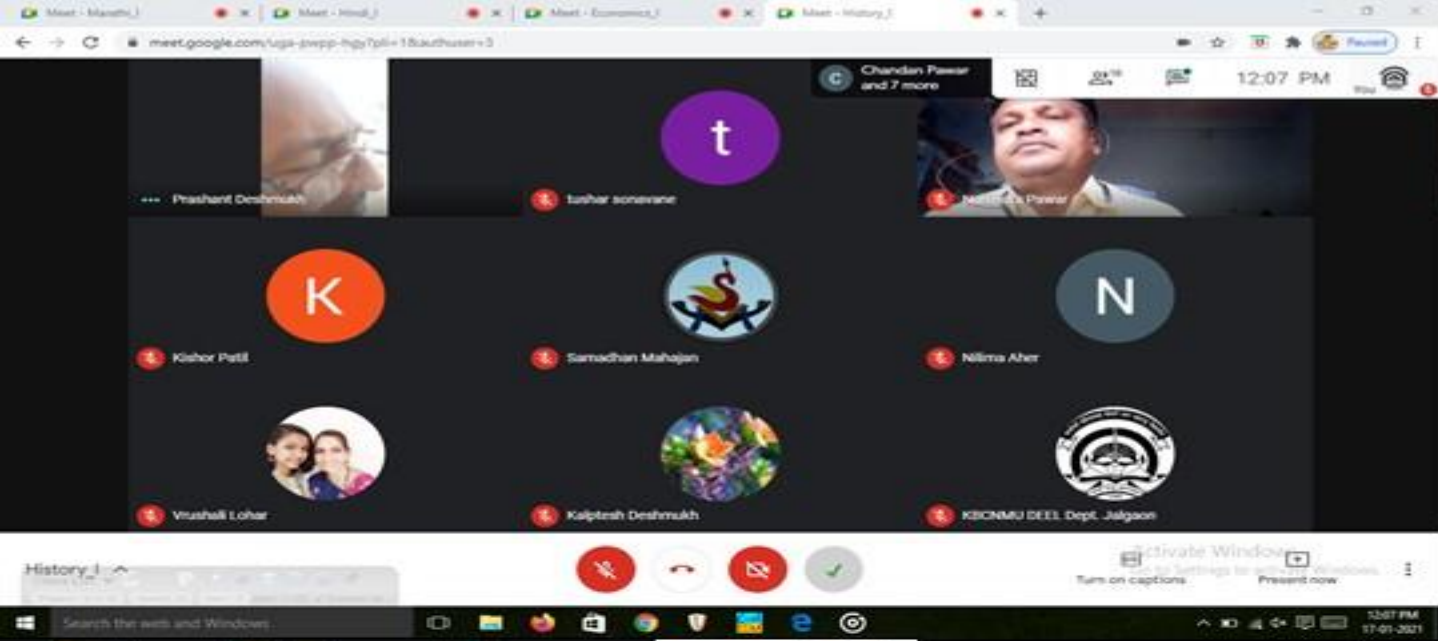 Meet - Marathi_I
Meet - Hindi_I
Meet - Economics_I
Meet - History_I
meet.google.com/uga-pwpp-hgy?pli=1&authuser=3
Paused
C
Chandan Pawar
and 7 more
12:07 PM
You
Prashant Deshmukh
t
tushar sonavane
Pawar
K
Kishor Patil
Samadhan Mahajan
N
Nilima Aher
Vrushali Lohar
Kalptesh Deshmukh
KBCNMU DEEL Dept. Jalgaon
History_I
Activate Windows
Go to Settings to activate Windows.
Turn on captions
Present now
Search the web and Windows
12:07 PM
17-01-2021